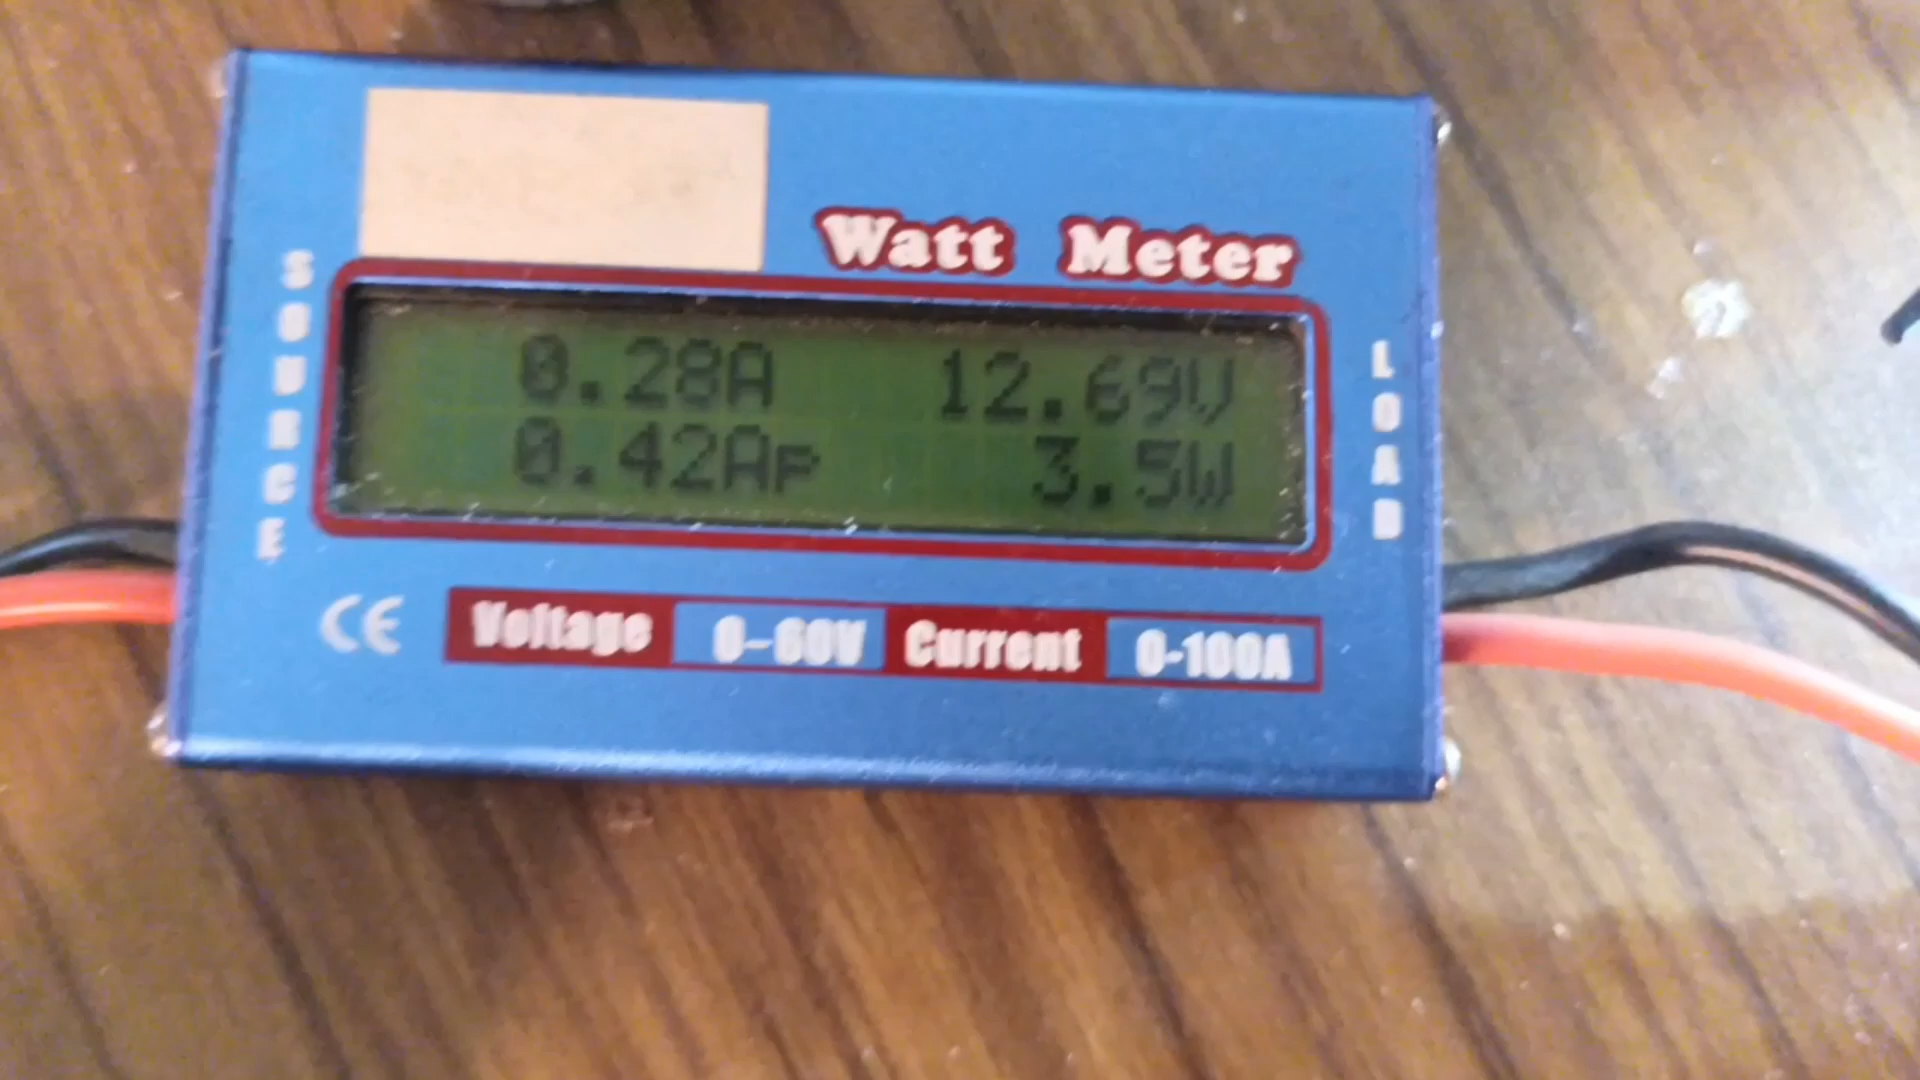 Watt Meter
SOURCE
0.28A 12.69V
0.42Ap 3.5W
LOAD
CE Voltage 0-60V Current 0-100A